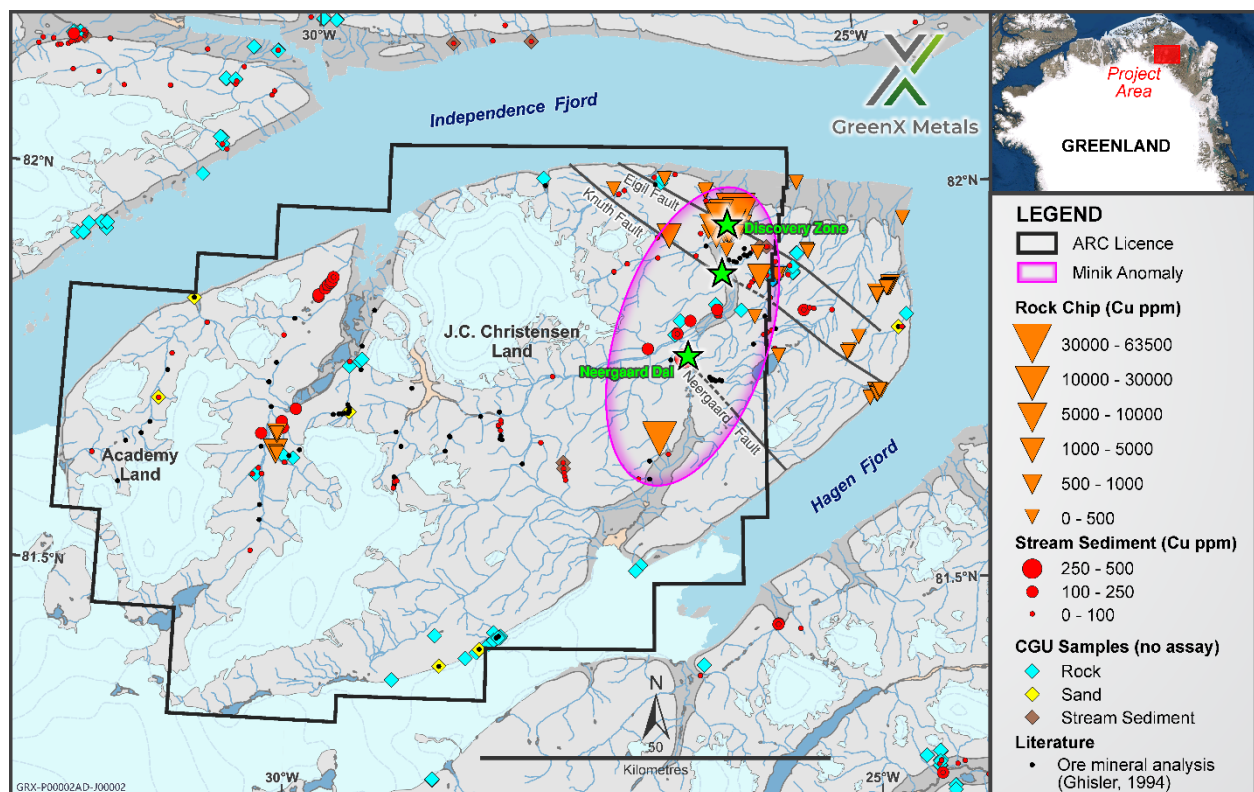 30°W
25°W
Independence Fjord
GreenX Metals
82°N
82°N
Eigil Fault
Knuth Fault
Discovery Zone
J.C. Christensen
Land
Neergaard Dal
Neergaard Fault
Academy
Land
Hagen Fjord
81.5°N
81.5°N
N
50
Kilometres
30°W
25°W
GRX-P00002AD-J00002
Project
Area
GREENLAND
LEGEND
ARC Licence
Minik Anomaly
Rock Chip (Cu ppm)
30000 - 63500
10000 - 30000
5000 - 10000
1000 - 5000
500 - 1000
0 - 500
Stream Sediment (Cu ppm)
250 - 500
100 - 250
0 - 100
CGU Samples (no assay)
Rock
Sand
Stream Sediment
Literature
Ore mineral analysis
(Ghisler, 1994)